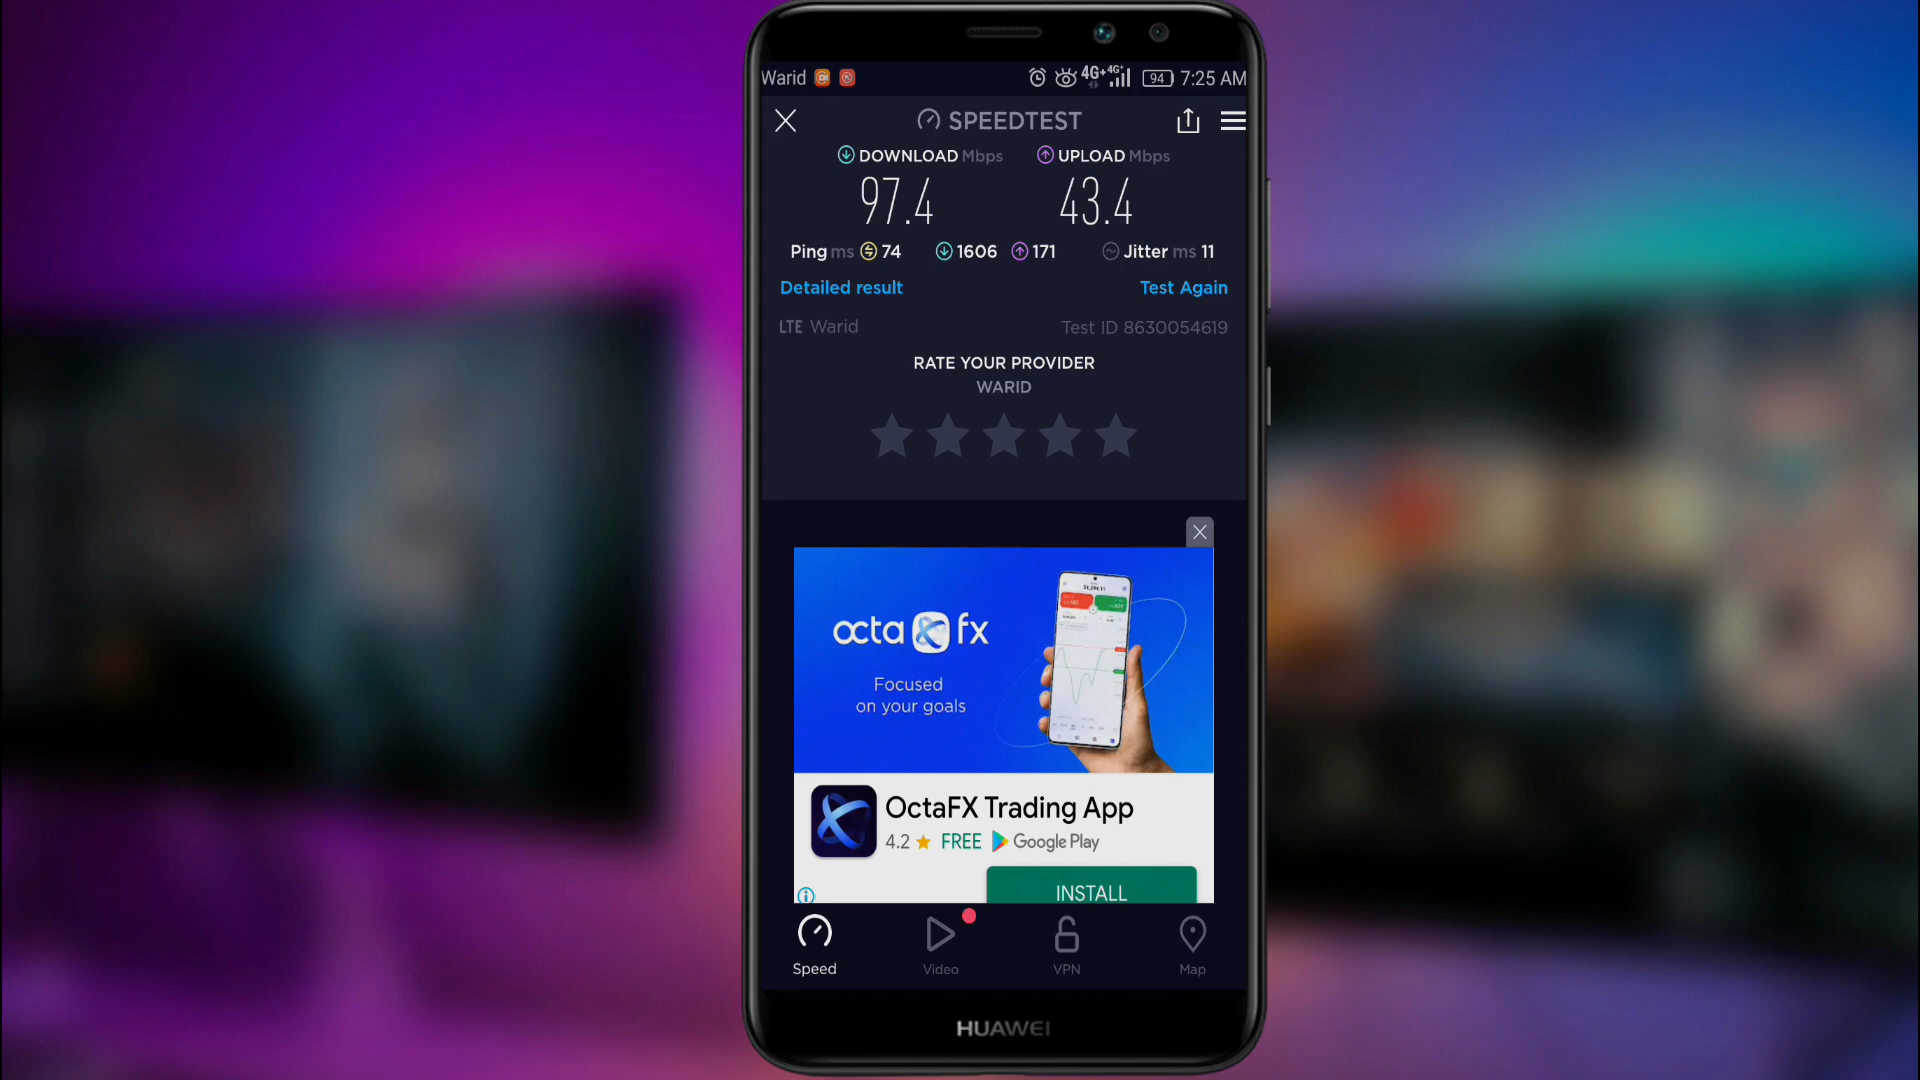 Warid 4G+ 4G+ 94 7:25 AM
SPEEDTEST
DOWNLOAD Mbps UPLOAD Mbps
97.4 43.4
Ping ms 74 1606 171 Jitter ms 11
Detailed result Test Again
LTE Warid Test ID 8630054619
RATE YOUR PROVIDER
WARID
octa fx
Focused
on your goals
OctaFX Trading App
4.2 FREE Google Play
INSTALL
Speed Video VPN Map
HUAWEI